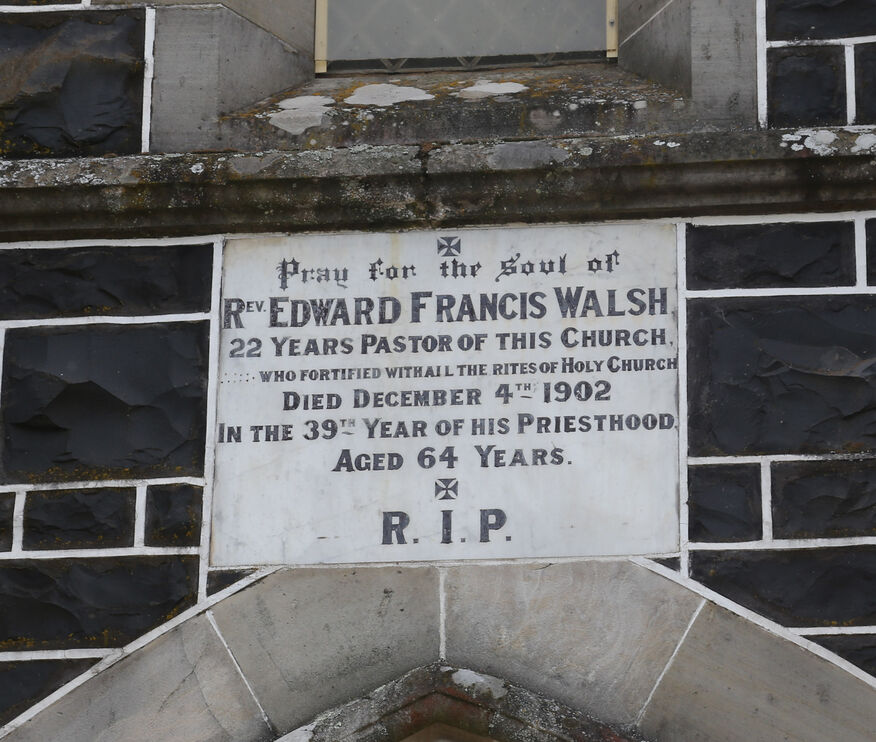 Pray for the Soul of
REV. EDWARD FRANCIS WALSH
22 YEARS PASTOR OF THIS CHURCH,
...... WHO FORTIFIED WITH ALL THE RITES OF HOLY CHURCH
DIED DECEMBER 4TH 1902
IN THE 39TH YEAR OF HIS PRIESTHOOD,
AGED 64 YEARS.
R. I. P.